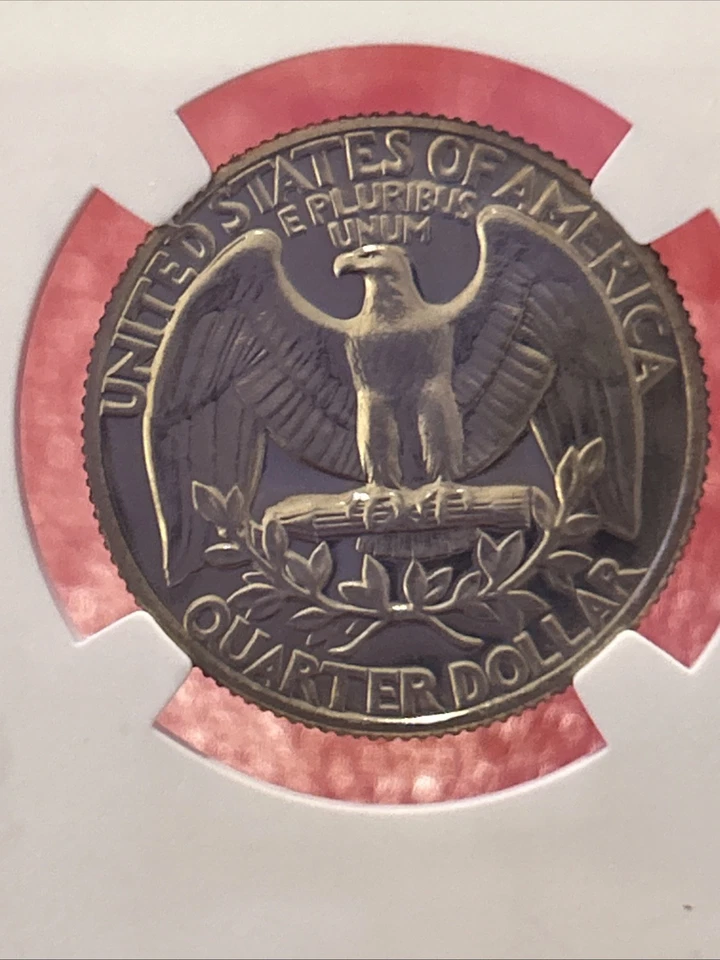 UNITED STATES OF AMERICA
E PLURIBUS
UNUM
QUARTER DOLLAR